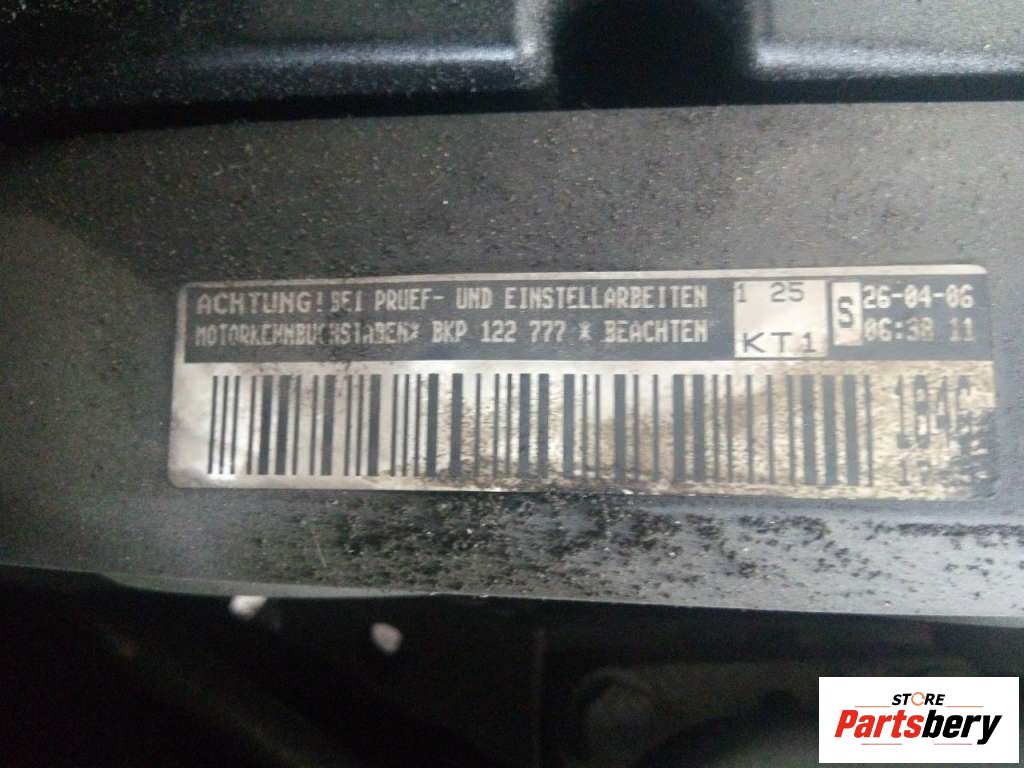 ACHTUNG! BEI PRUEF- UND EINSTELLARBEITEN
MOTORKENNBUCHSTABEN* BKP 122 777 * BEACHTEN
1 25
KT1
S
26-04-06
06:38 11
STORE
Partsbery